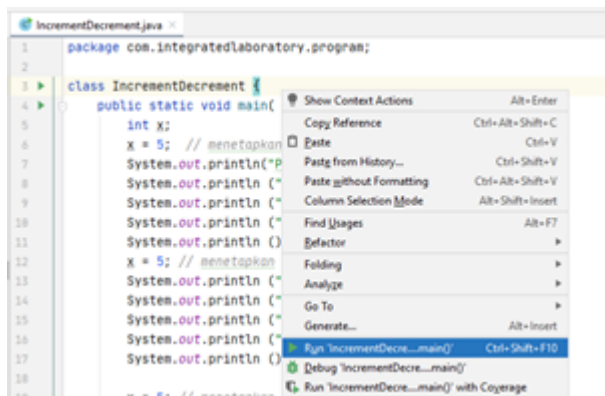 IncrementDecrement.java
1 package com.integratedlaboratory.program;
2
3 class IncrementDecrement {
4 public static void main(
5 int x;
6 x = 5; // menetapkan
7 System.out.println("P
8 System.out.println ("
9 System.out.println ("
10 System.out.println ("
11 System.out.println ()
12 x = 5; // menetapkan
13 System.out.println ("
14 System.out.println ("
15 System.out.println ("
16 System.out.println ("
17 System.out.println ()
18
Show Context Actions Alt+Enter
Copy Reference Ctrl+Alt+Shift+C
Paste Ctrl+V
Paste from History... Ctrl+Shift+V
Paste without Formatting Ctrl+Alt+Shift+V
Column Selection Mode Alt+Shift+Insert
Find Usages Alt+F7
Refactor
Folding
Analyze
Go To
Generate... Alt+Insert
Run 'IncrementDecre....main()' Ctrl+Shift+F10
Debug 'IncrementDecre....main()'
Run 'IncrementDecre....main()' with Coverage